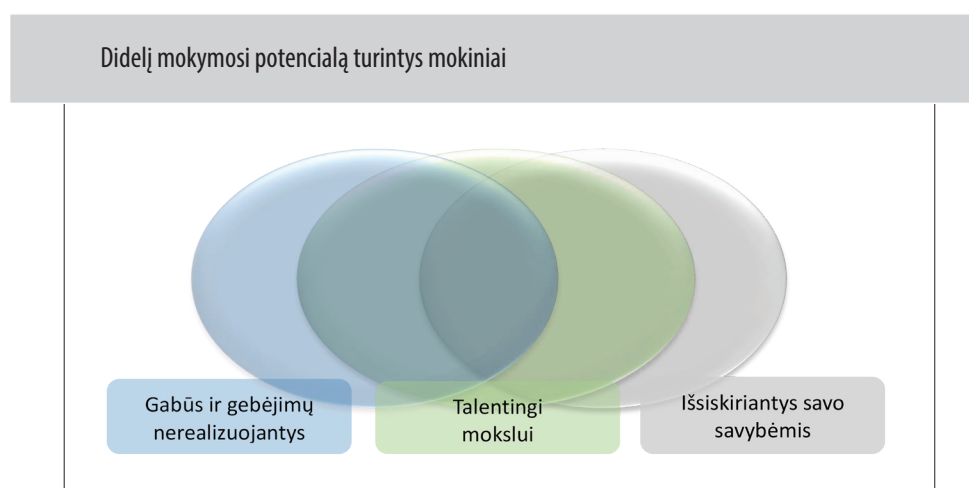 Didelį mokymosi potencialą turintys mokiniai
Gabūs ir gebėjimų
nerealizuojantys
Talentingi
mokslui
Išsiskiriantys savo
savybėmis